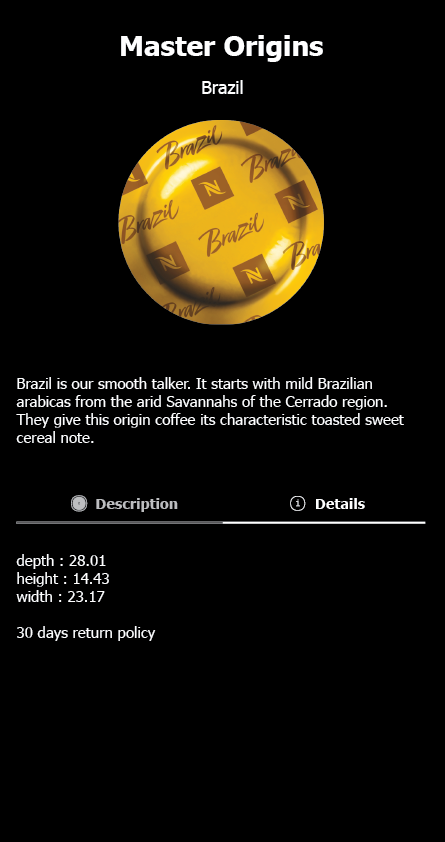 Master Origins
Brazil
Brazil
Brazil
N
Brazil
N
Brazil
Brazil
N
N
Brazil
Brazil is our smooth talker. It starts with mild Brazilian
arabicas from the arid Savannahs of the Cerrado region.
They give this origin coffee its characteristic toasted sweet
cereal note.
Description
Details
depth : 28.01
height : 14.43
width : 23.17
30 days return policy